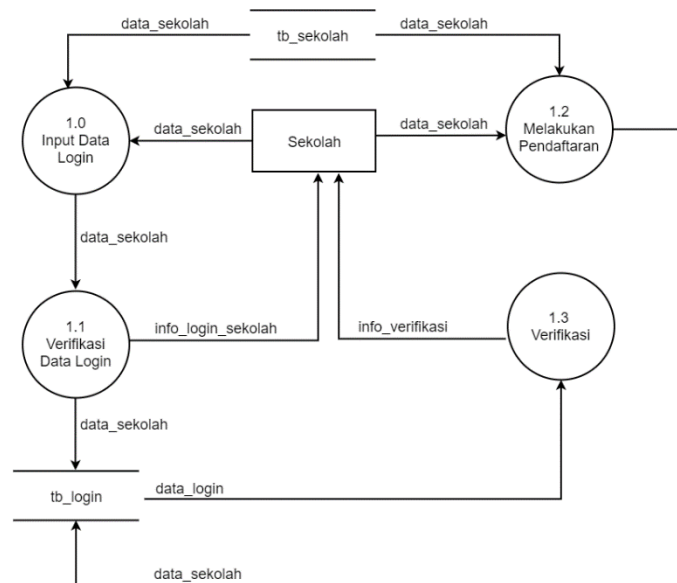 data_sekolah
tb_sekolah
data_sekolah
1.0
Input Data
Login
data_sekolah
Sekolah
data_sekolah
1.2
Melakukan
Pendaftaran
data_sekolah
1.1
Verifikasi
Data Login
info_login_sekolah
info_verifikasi
1.3
Verifikasi
data_sekolah
tb_login
data_login
data_sekolah